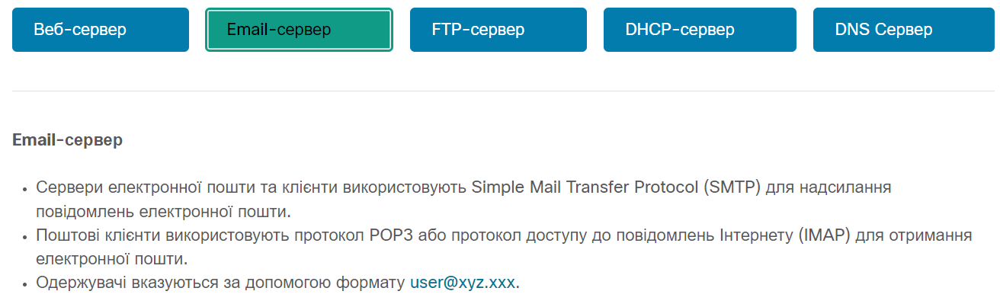 Веб-сервер
Email-сервер
FTP-сервер
DHCP-сервер
DNS Сервер
Email-сервер
• Сервери електронної пошти та клієнти використовують Simple Mail Transfer Protocol (SMTP) для надсилання
повідомлень електронної пошти.
• Поштові клієнти використовують протокол POP3 або протокол доступу до повідомлень Інтернету (IMAP) для отримання
електронної пошти.
• Одержувачі вказуються за допомогою формату user@xyz.xxx.